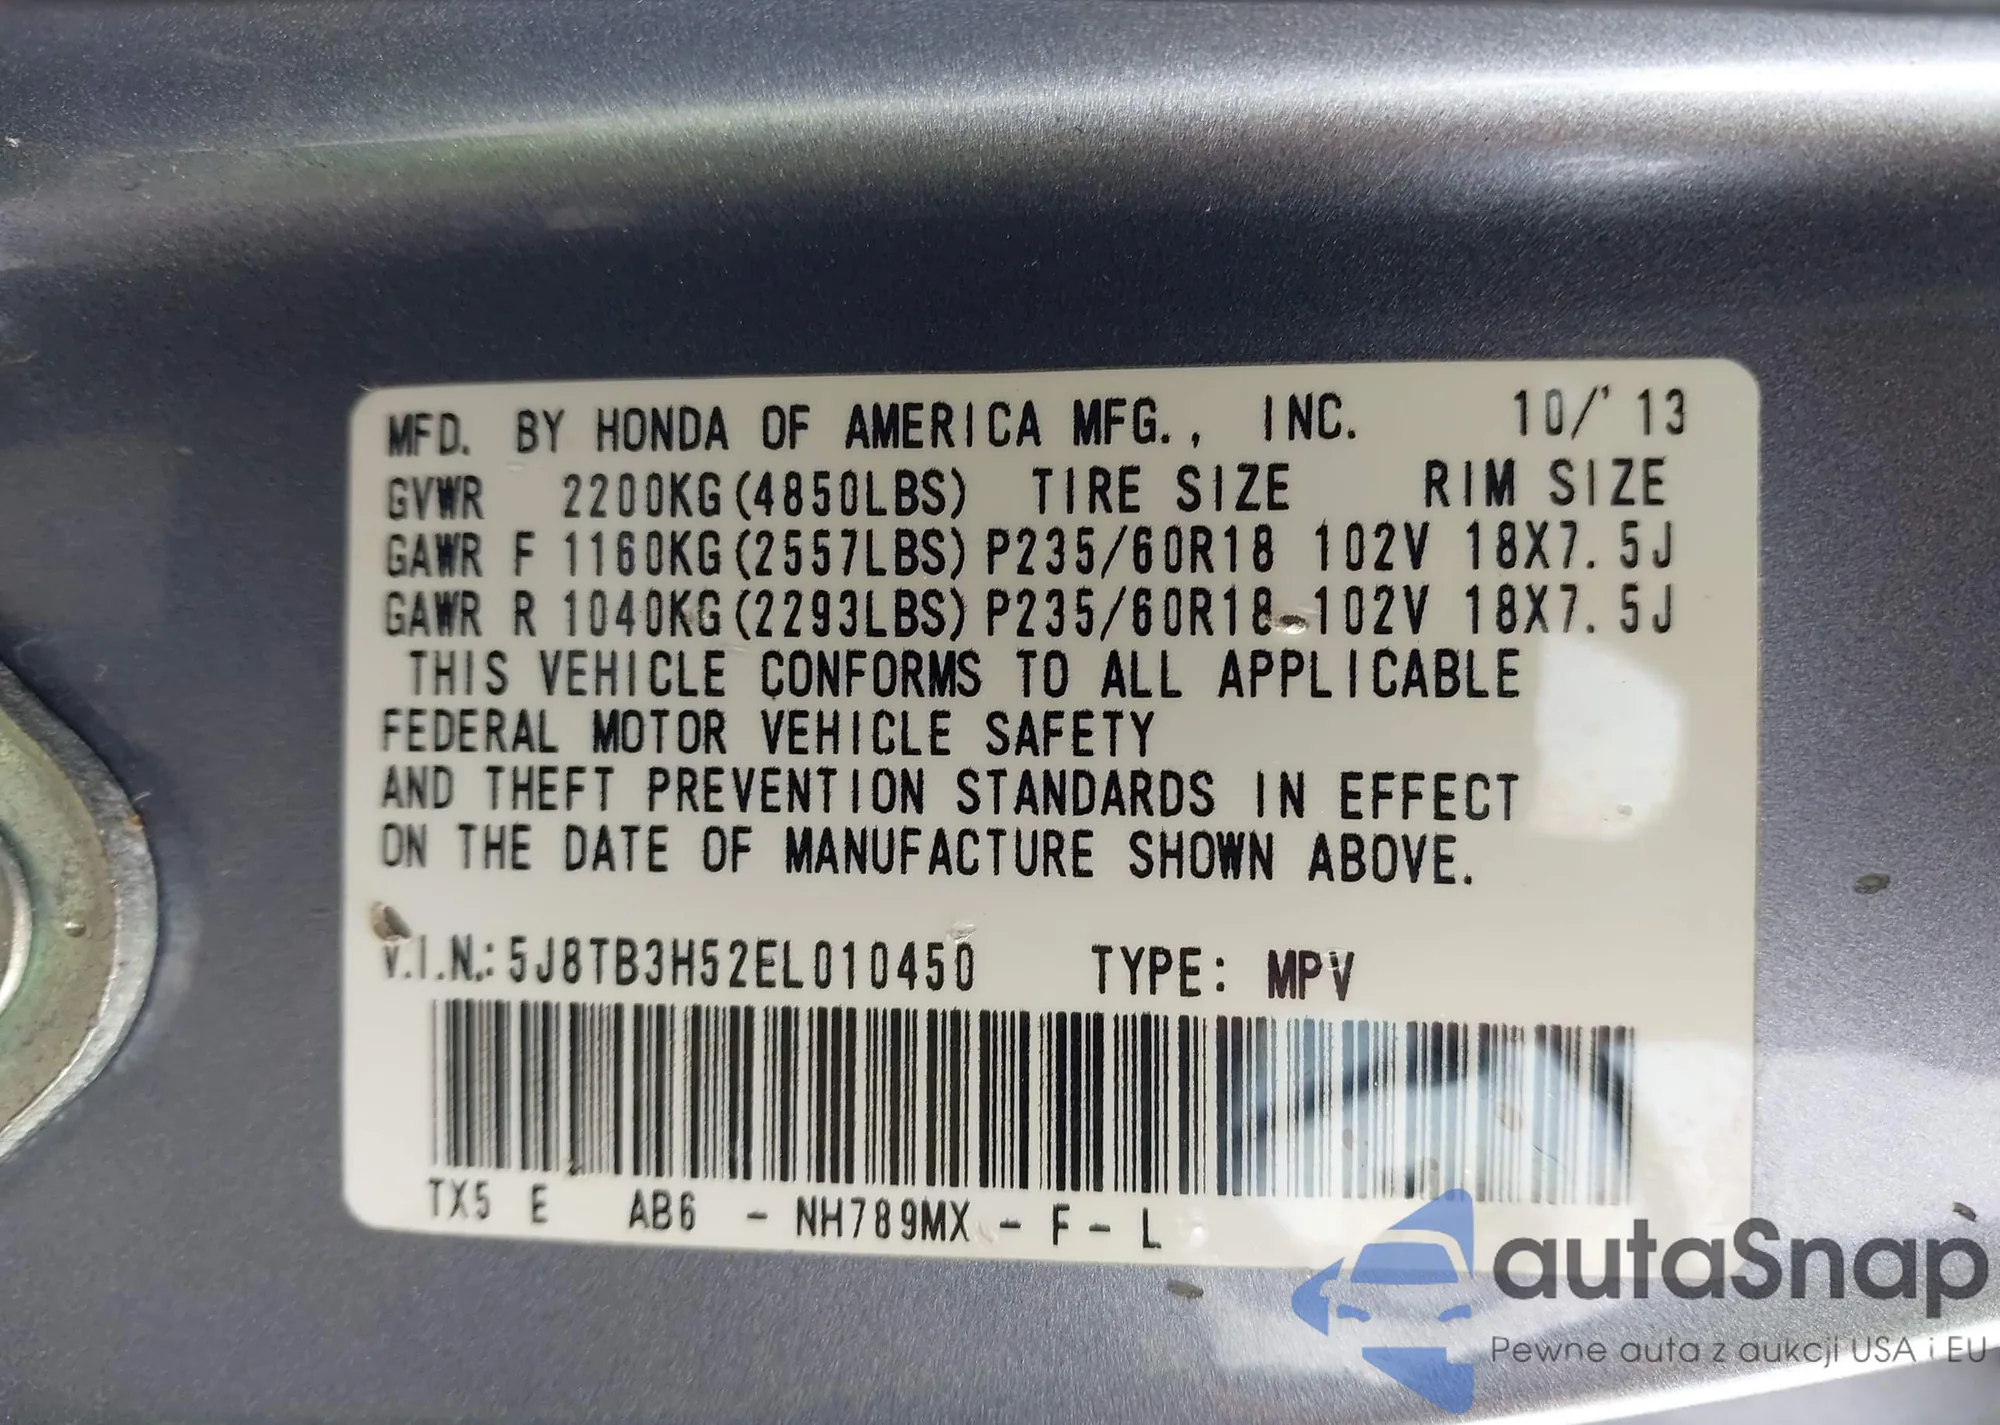 MFD. BY HONDA OF AMERICA MFG., INC. 10/'13
GVWR 2200KG(4850LBS) TIRE SIZE RIM SIZE
GAWR F 1160KG(2557LBS) P235/60R18 102V 18X7.5J
GAWR R 1040KG(2293LBS) P235/60R18 102V 18X7.5J
THIS VEHICLE CONFORMS TO ALL APPLICABLE
FEDERAL MOTOR VEHICLE SAFETY
AND THEFT PREVENTION STANDARDS IN EFFECT
ON THE DATE OF MANUFACTURE SHOWN ABOVE.
V.I.N.: 5J8TB3H52EL010450 TYPE: MPV
TX5 E AB6 - NH789MX - F - L
autaSnap
Pewne auta z aukcji USA i EU